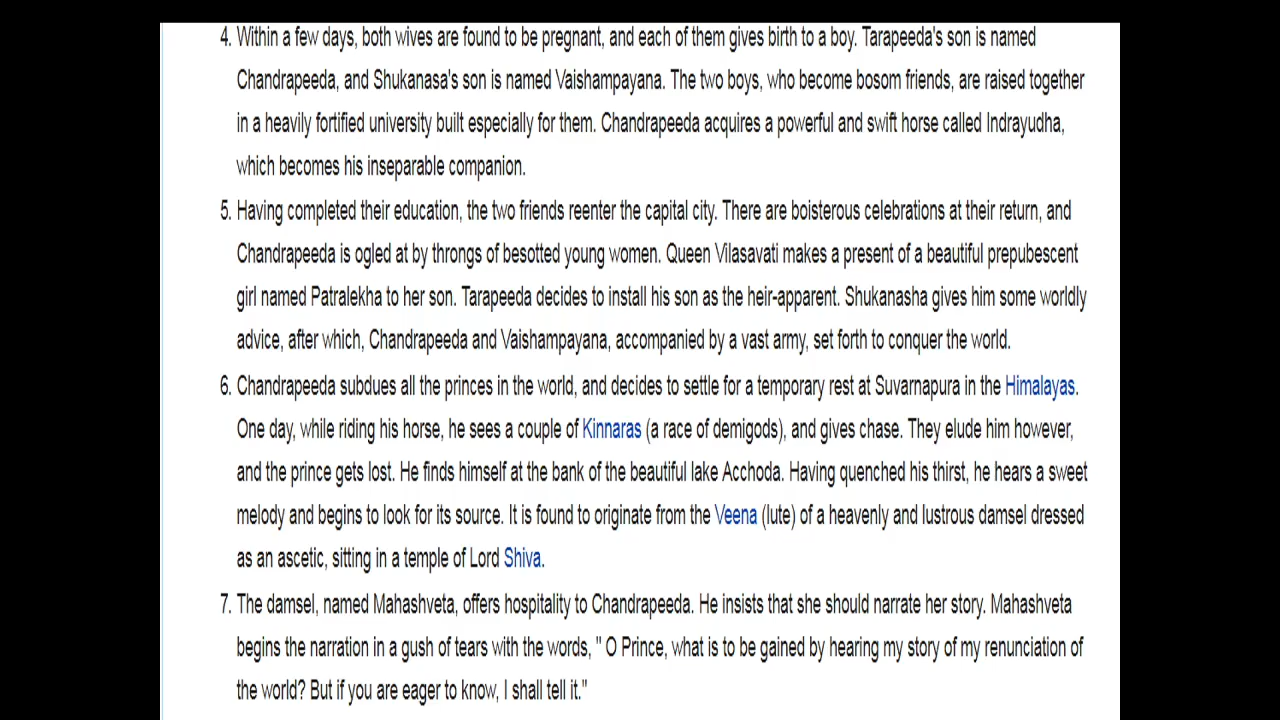 4. Within a few days, both wives are found to be pregnant, and each of them gives birth to a boy. Tarapeeda's son is named
Chandrapeeda, and Shukanasa's son is named Vaishampayana. The two boys, who become bosom friends, are raised together
in a heavily fortified university built especially for them. Chandrapeeda acquires a powerful and swift horse called Indrayudha,
which becomes his inseparable companion.
5. Having completed their education, the two friends reenter the capital city. There are boisterous celebrations at their return, and
Chandrapeeda is ogled at by throngs of besotted young women. Queen Vilasavati makes a present of a beautiful prepubescent
girl named Patralekha to her son. Tarapeeda decides to install his son as the heir-apparent. Shukanasha gives him some worldly
advice, after which, Chandrapeeda and Vaishampayana, accompanied by a vast army, set forth to conquer the world.
6. Chandrapeeda subdues all the princes in the world, and decides to settle for a temporary rest at Suvarnapura in the Himalayas.
One day, while riding his horse, he sees a couple of Kinnaras (a race of demigods), and gives chase. They elude him however,
and the prince gets lost. He finds himself at the bank of the beautiful lake Acchoda. Having quenched his thirst, he hears a sweet
melody and begins to look for its source. It is found to originate from the Veena (lute) of a heavenly and lustrous damsel dressed
as an ascetic, sitting in a temple of Lord Shiva.
7. The damsel, named Mahashveta, offers hospitality to Chandrapeeda. He insists that she should narrate her story. Mahashveta
begins the narration in a gush of tears with the words, " O Prince, what is to be gained by hearing my story of my renunciation of
the world? But if you are eager to know, I shall tell it."